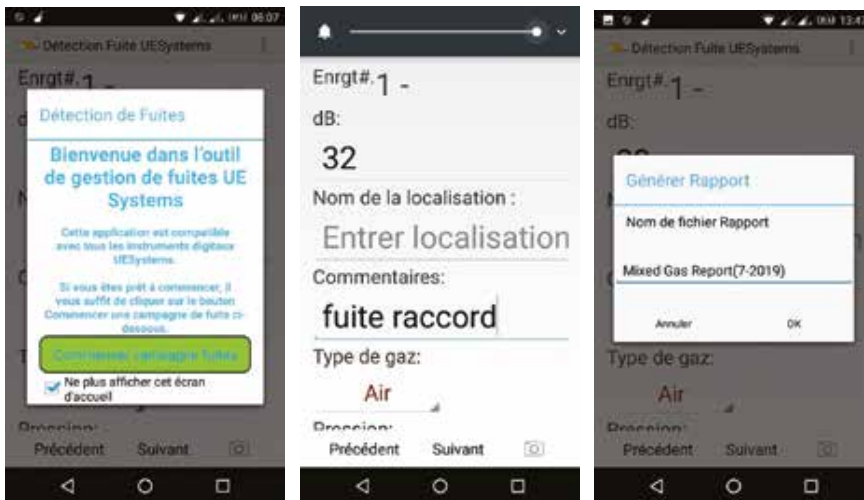 06:07
Détection Fuite UESystems
Enrgt#.1 -
Détection de Fuites
Bienvenue dans l'outil
de gestion de fuites UE
Systems
Cette application est compatible
avec tous les instruments digitaux
UESystems.
Si vous êtes prêt à commencer, il
vous suffit de cliquer sur le bouton
Commencer une campagne de fuite ci-
dessous.
Commencer campagne fuites
Ne plus afficher cet écran
d'accueil
Pression:
Précédent Suivant
Enrgt#.1 -
dB:
32
Nom de la localisation :
Entrer localisation
Commentaires:
fuite raccord
Type de gaz:
Air
Pression:
Précédent Suivant
13:47
Détection Fuite UESystems
Enrgt#.1 -
dB:
Générer Rapport
Nom de fichier Rapport
Mixed Gas Report(7-2019)
Annuler OK
Type de gaz:
Air
Pression:
Précédent Suivant